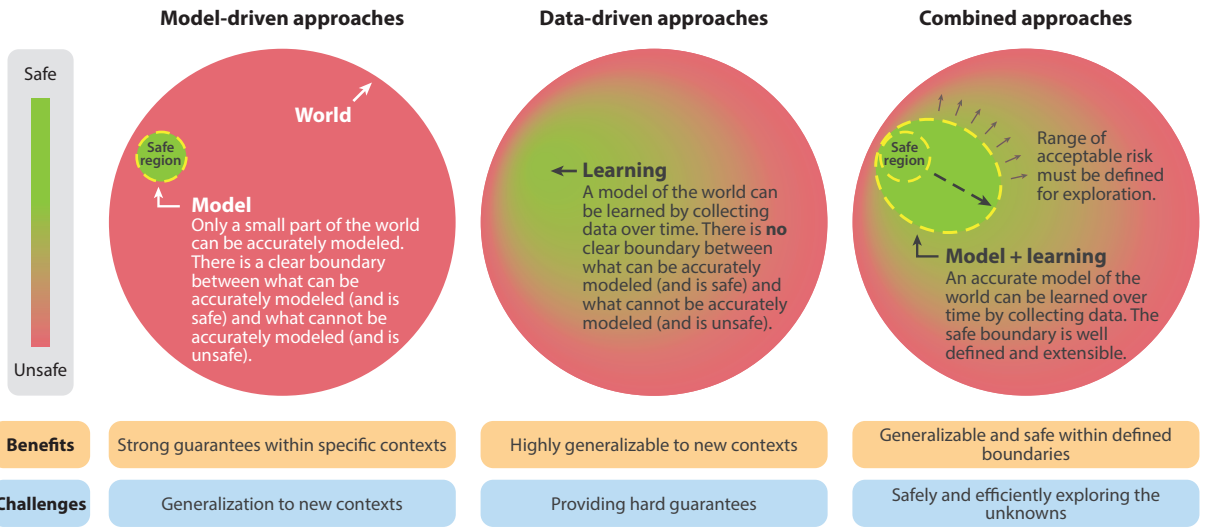 Model-driven approaches
Data-driven approaches
Combined approaches
Safe
Unsafe
World
Safe
region
Model
Only a small part of the world
can be accurately modeled.
There is a clear boundary
between what can be
accurately modeled (and is
safe) and what cannot be
accurately modeled (and is
unsafe).
Learning
A model of the world can
be learned by collecting
data over time. There is no
clear boundary between
what can be accurately
modeled (and is safe) and
what cannot be accurately
modeled (and is unsafe).
Safe
region
Range of
acceptable risk
must be defined
for exploration.
Model + learning
An accurate model of the
world can be learned over
time by collecting data. The
safe boundary is well
defined and extensible.
Benefits
Strong guarantees within specific contexts
Highly generalizable to new contexts
Generalizable and safe within defined
boundaries
Challenges
Generalization to new contexts
Providing hard guarantees
Safely and efficiently exploring the
unknowns